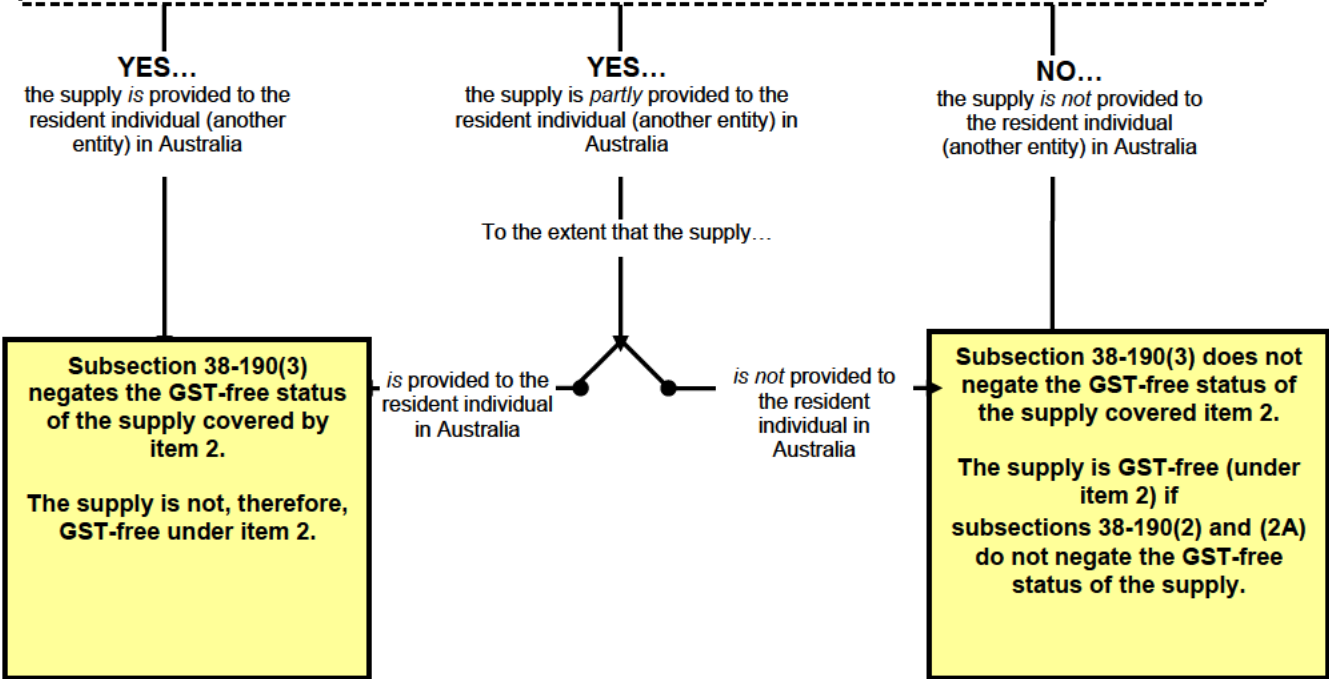 YES…
the supply is provided to the
resident individual (another
entity) in Australia
YES…
the supply is partly provided to the
resident individual (another entity) in
Australia
NO…
the supply is not provided to
the resident individual
(another entity) in Australia
To the extent that the supply…
is provided to the
resident individual
in Australia
is not provided to
the resident
individual in
Australia
Subsection 38-190(3)
negates the GST-free status
of the supply covered by
item 2.
The supply is not, therefore,
GST-free under item 2.
Subsection 38-190(3) does not
negate the GST-free status of
the supply covered item 2.
The supply is GST-free (under
item 2) if
subsections 38-190(2) and (2A)
do not negate the GST-free
status of the supply.